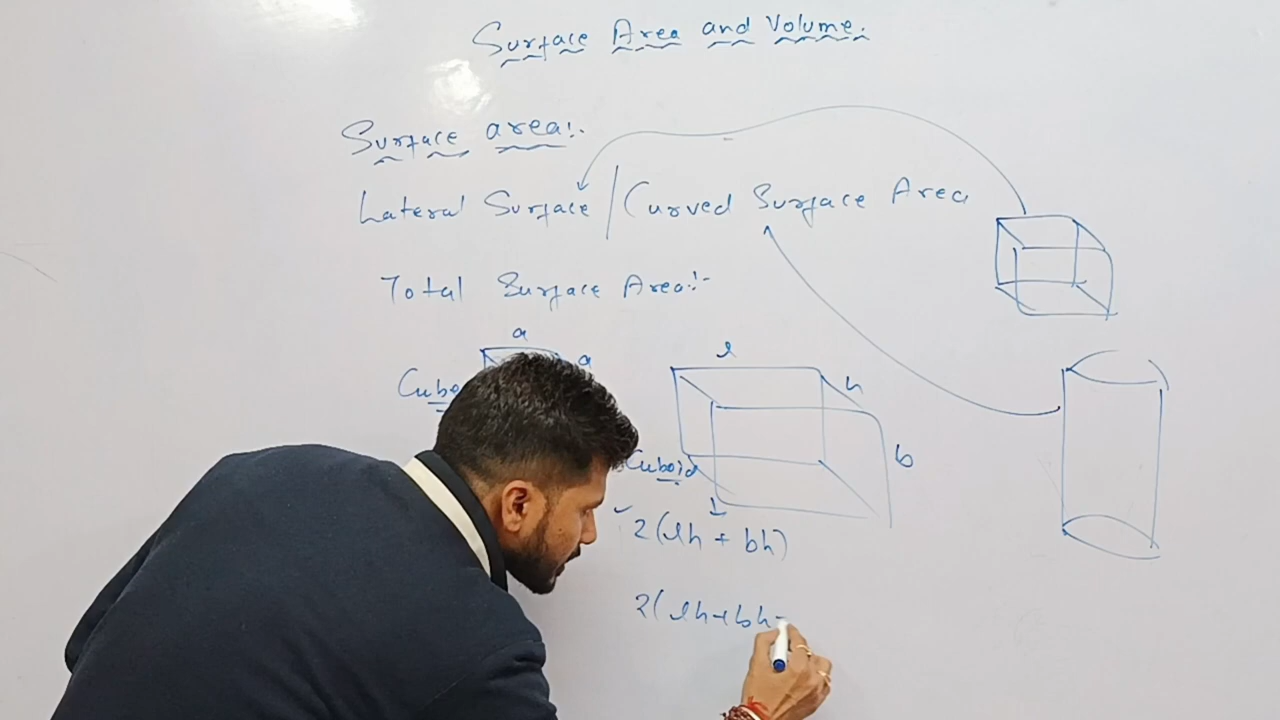 Surface Area and Volume.
Surface area:-
Lateral Surface / Curved Surface Area
Total Surface Area:-
a
a
l
h
b
Cuboid
2(lh + bh)
2(lh+bh